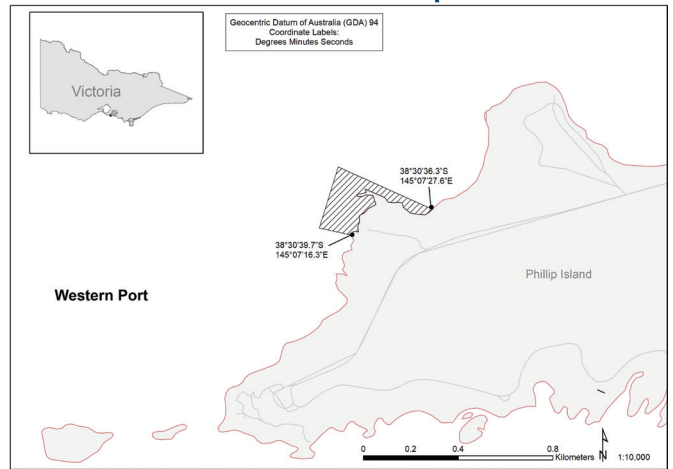 Geocentric Datum of Australia (GDA) 94
Coordinate Labels:
Degrees Minutes Seconds
Victoria
38°30'36.3"S
145°07'27.6"E
38°30'39.7"S
145°07'16.3"E
Phillip Island
Western Port
0 0.2 0.4 0.8
Kilometers
N
1:10,000